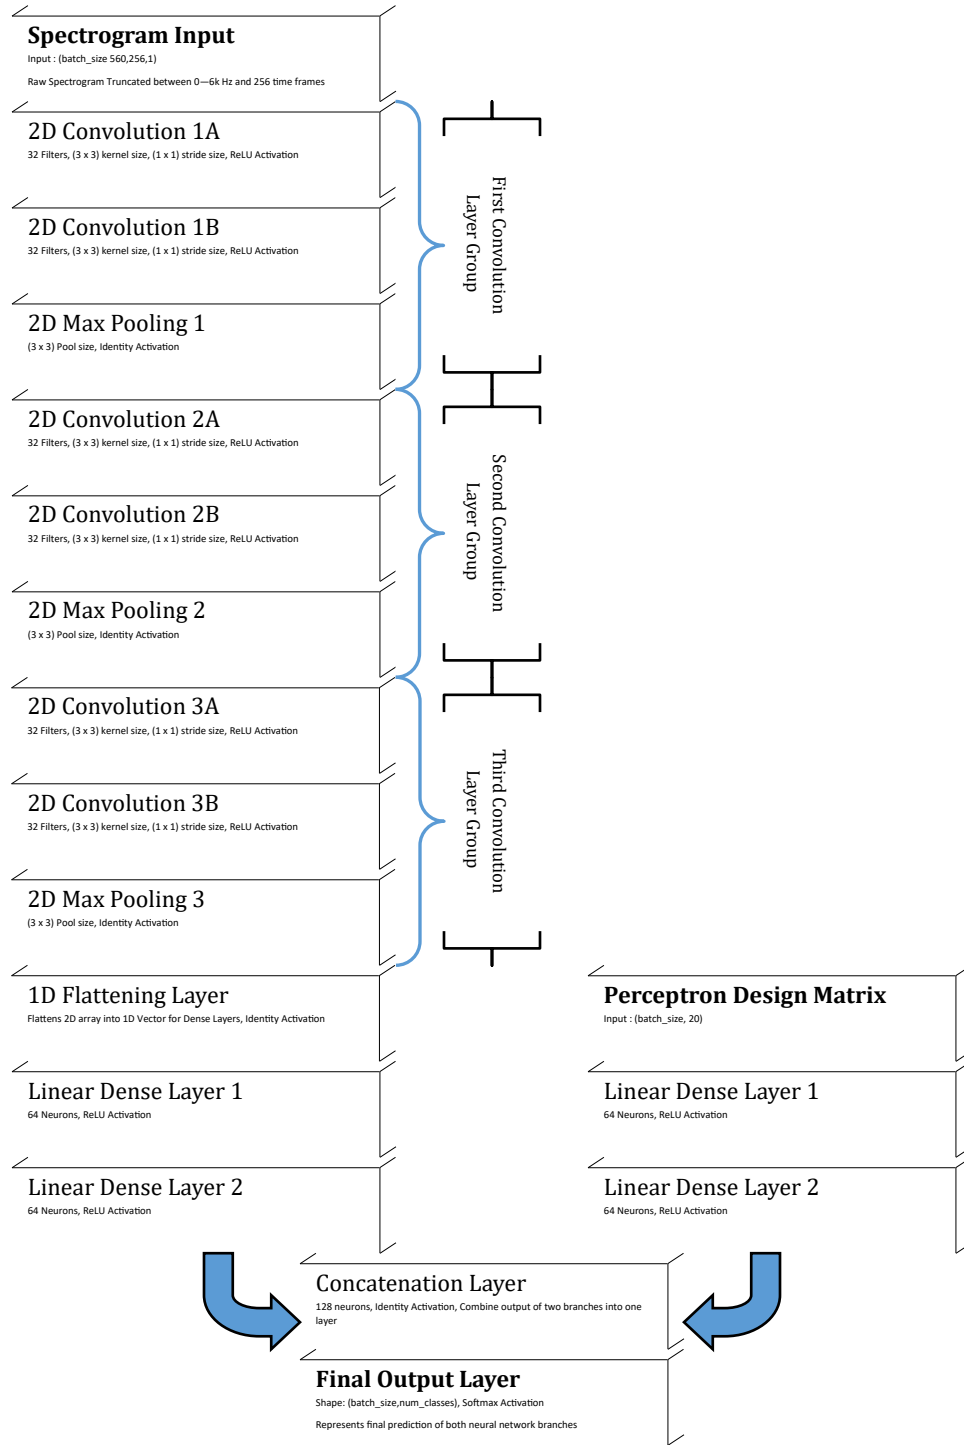 Spectrogram Input
Input : (batch_size 560,256,1)
Raw Spectrogram Truncated between 0—6k Hz and 256 time frames
2D Convolution 1A
32 Filters, (3 x 3) kernel size, (1 x 1) stride size, ReLU Activation
2D Convolution 1B
32 Filters, (3 x 3) kernel size, (1 x 1) stride size, ReLU Activation
2D Max Pooling 1
(3 x 3) Pool size, Identity Activation
First Convolution
Layer Group
2D Convolution 2A
32 Filters, (3 x 3) kernel size, (1 x 1) stride size, ReLU Activation
2D Convolution 2B
32 Filters, (3 x 3) kernel size, (1 x 1) stride size, ReLU Activation
2D Max Pooling 2
(3 x 3) Pool size, Identity Activation
Second Convolution
Layer Group
2D Convolution 3A
32 Filters, (3 x 3) kernel size, (1 x 1) stride size, ReLU Activation
2D Convolution 3B
32 Filters, (3 x 3) kernel size, (1 x 1) stride size, ReLU Activation
2D Max Pooling 3
(3 x 3) Pool size, Identity Activation
Third Convolution
Layer Group
1D Flattening Layer
Flattens 2D array into 1D Vector for Dense Layers, Identity Activation
Linear Dense Layer 1
64 Neurons, ReLU Activation
Linear Dense Layer 2
64 Neurons, ReLU Activation
Perceptron Design Matrix
Input : (batch_size, 20)
Linear Dense Layer 1
64 Neurons, ReLU Activation
Linear Dense Layer 2
64 Neurons, ReLU Activation
Concatenation Layer
128 neurons, Identity Activation, Combine output of two branches into one
layer
Final Output Layer
Shape: (batch_size,num_classes), Softmax Activation
Represents final prediction of both neural network branches